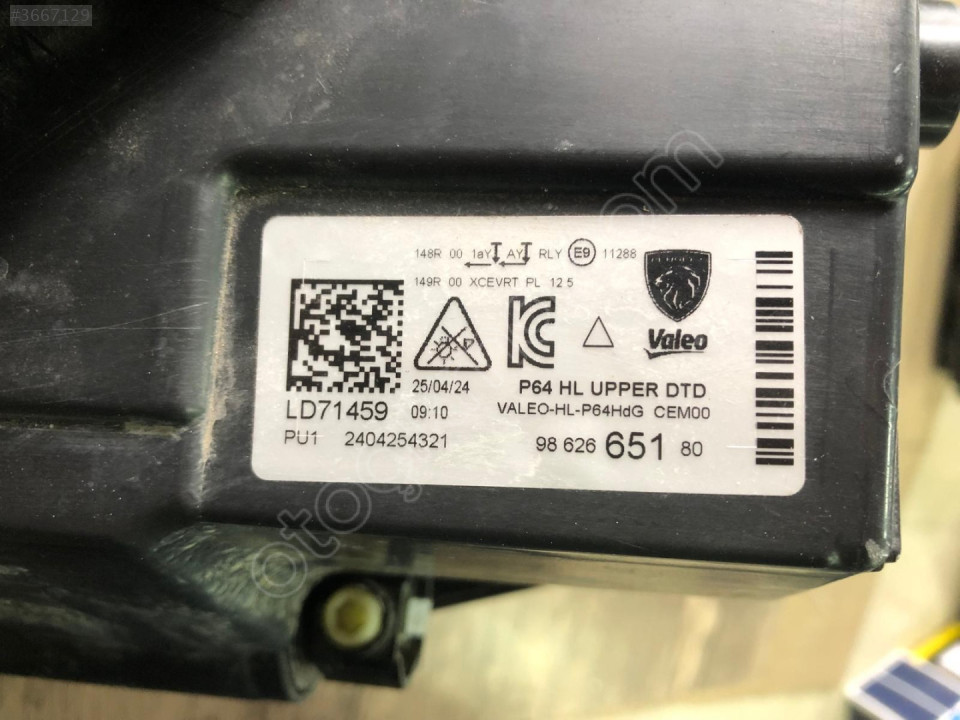 #3667129
148R 00 1aY AY RLY E9 11288
149R 00 XCEVRT PL 12 5
KC
Valeo
25/04/24
P64 HL UPPER DTD
LD71459 09:10
VALEO-HL-P64HdG CEM00
PU1 2404254321
98 626 651 80